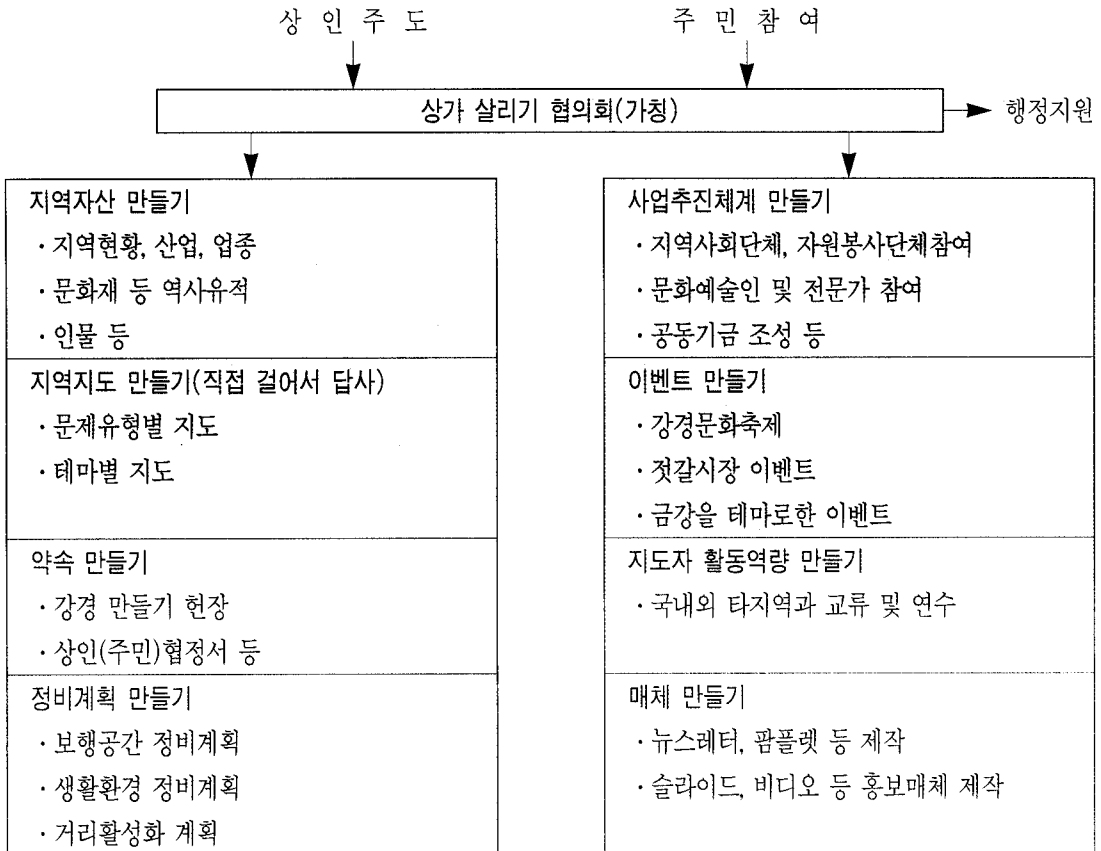 상 인 주 도
주 민 참 여
상가 살리기 협의회(가칭)
행정지원
지역자산 만들기
· 지역현황, 산업, 업종
· 문화재 등 역사유적
· 인물 등
지역지도 만들기(직접 걸어서 답사)
· 문제유형별 지도
· 테마별 지도
약속 만들기
· 강경 만들기 헌장
· 상인(주민)협정서 등
정비계획 만들기
· 보행공간 정비계획
· 생활환경 정비계획
· 거리활성화 계획
사업추진체계 만들기
· 지역사회단체, 자원봉사단체참여
· 문화예술인 및 전문가 참여
· 공동기금 조성 등
이벤트 만들기
· 강경문화축제
· 젓갈시장 이벤트
· 금강을 테마로한 이벤트
지도자 활동역량 만들기
· 국내외 타지역과 교류 및 연수
매체 만들기
· 뉴스레터, 팜플렛 등 제작
· 슬라이드, 비디오 등 홍보매체 제작